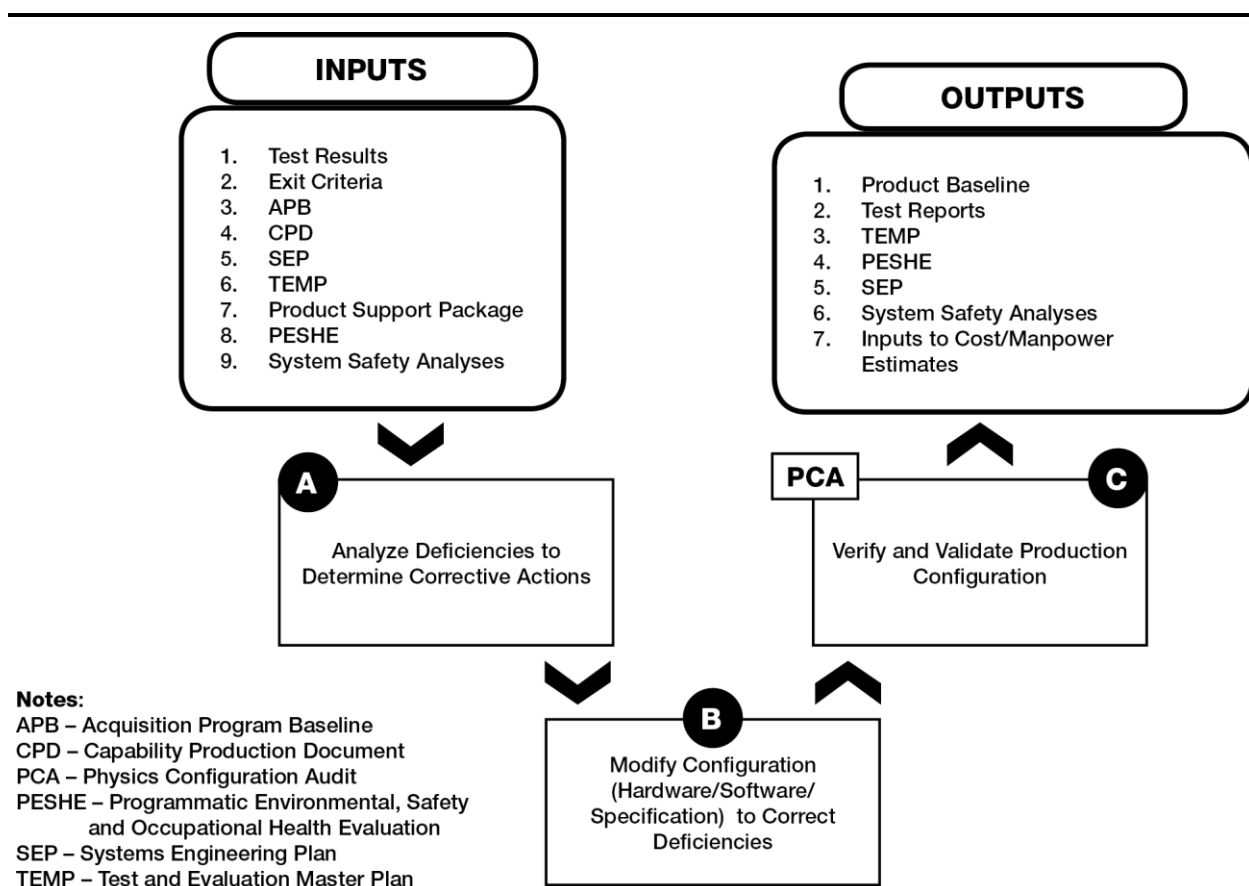 INPUTS
1. Test Results
2. Exit Criteria
3. APB
4. CPD
5. SEP
6. TEMP
7. Product Support Package
8. PESHE
9. System Safety Analyses
OUTPUTS
1. Product Baseline
2. Test Reports
3. TEMP
4. PESHE
5. SEP
6. System Safety Analyses
7. Inputs to Cost/Manpower
Estimates
A
Analyze Deficiencies to
Determine Corrective Actions
PCA
C
Verify and Validate Production
Configuration
B
Modify Configuration
(Hardware/Software/
Specification) to Correct
Deficiencies
Notes:
APB – Acquisition Program Baseline
CPD – Capability Production Document
PCA – Physics Configuration Audit
PESHE – Programmatic Environmental, Safety
and Occupational Health Evaluation
SEP – Systems Engineering Plan
TEMP – Test and Evaluation Master Plan